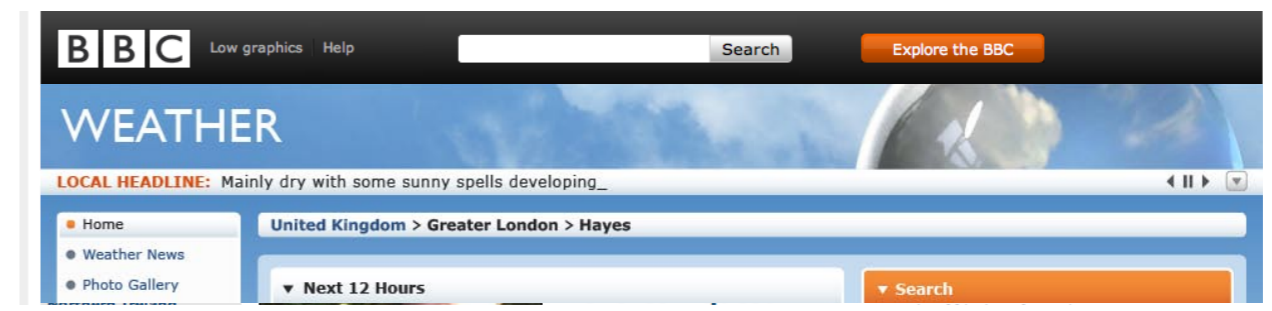 BBC Low graphics Help Search Explore the BBC
WEATHER
LOCAL HEADLINE: Mainly dry with some sunny spells developing_
Home
United Kingdom > Greater London > Hayes
Weather News
Photo Gallery
▼ Next 12 Hours
▼ Search